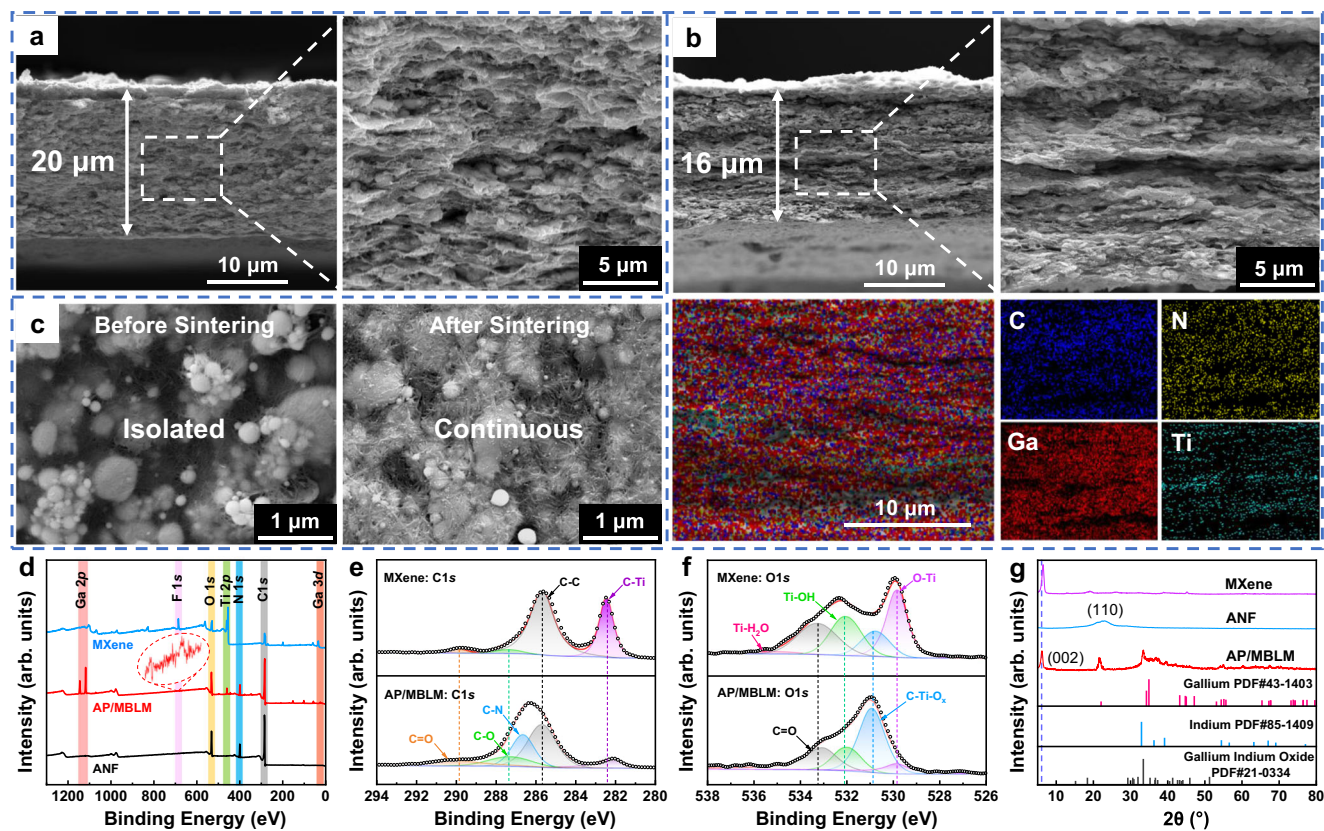 a
20 µm
10 µm
5 µm
b
16 µm
10 µm
5 µm
c
Before Sintering
Isolated
1 µm
After Sintering
Continuous
1 µm
10 µm
C
N
Ga
Ti
d
Ga 2p
F 1s
O 1s
Ti 2p
N 1s
C1s
Ga 3d
MXene
AP/MBLM
ANF
Intensity (arb. units)
1200 1000 800 600 400 200 0
Binding Energy (eV)
e
MXene: C1s
C-C
C-Ti
AP/MBLM: C1s
C-N
C-O
C=O
Intensity (arb. units)
294 292 290 288 286 284 282 280
Binding Energy (eV)
f
MXene: O1s
O-Ti
Ti-OH
Ti-H₂O
AP/MBLM: O1s
C-Ti-Oₓ
C=O
Intensity (arb. units)
538 536 534 532 530 528 526
Binding Energy (eV)
g
MXene
(110)
ANF
(002)
AP/MBLM
Gallium PDF#43-1403
Indium PDF#85-1409
Gallium Indium Oxide
PDF#21-0334
Intensity (arb. units)
10 20 30 40 50 60 70 80
2θ (°)